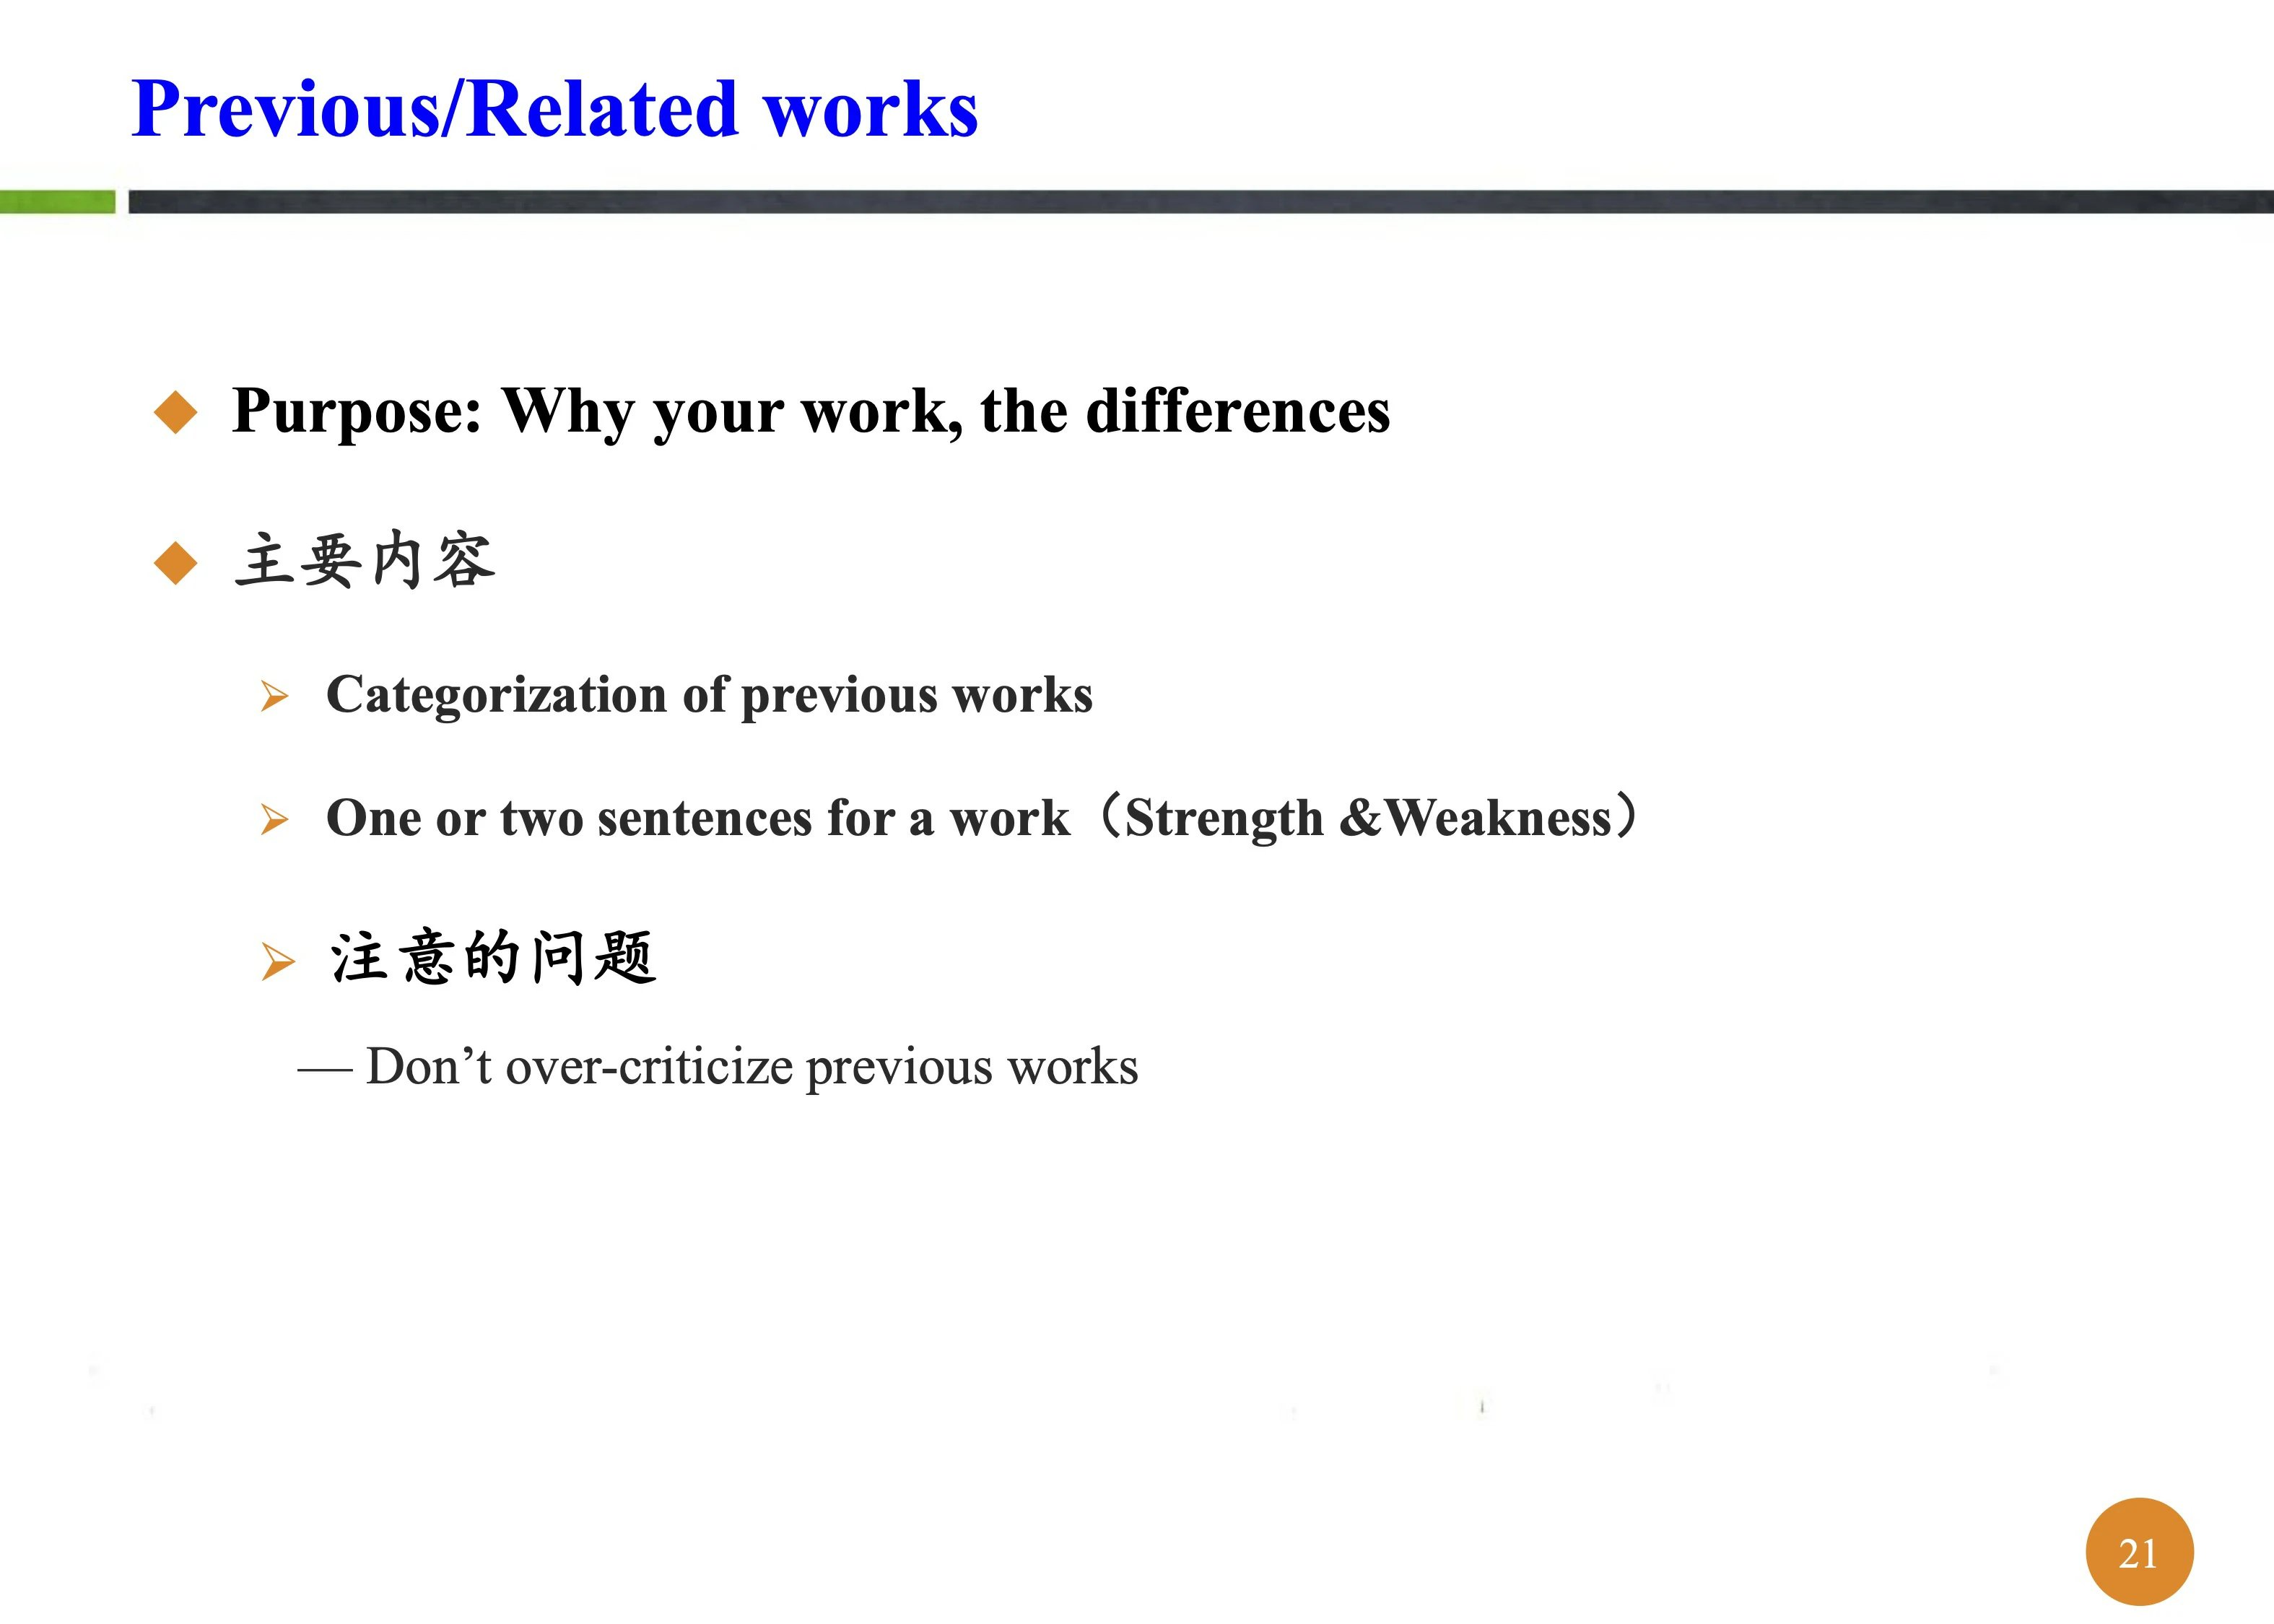 Previous/Related works
Purpose: Why your work, the differences
主要内容
Categorization of previous works
One or two sentences for a work（Strength &Weakness）
注意的问题
— Don’t over-criticize previous works
21